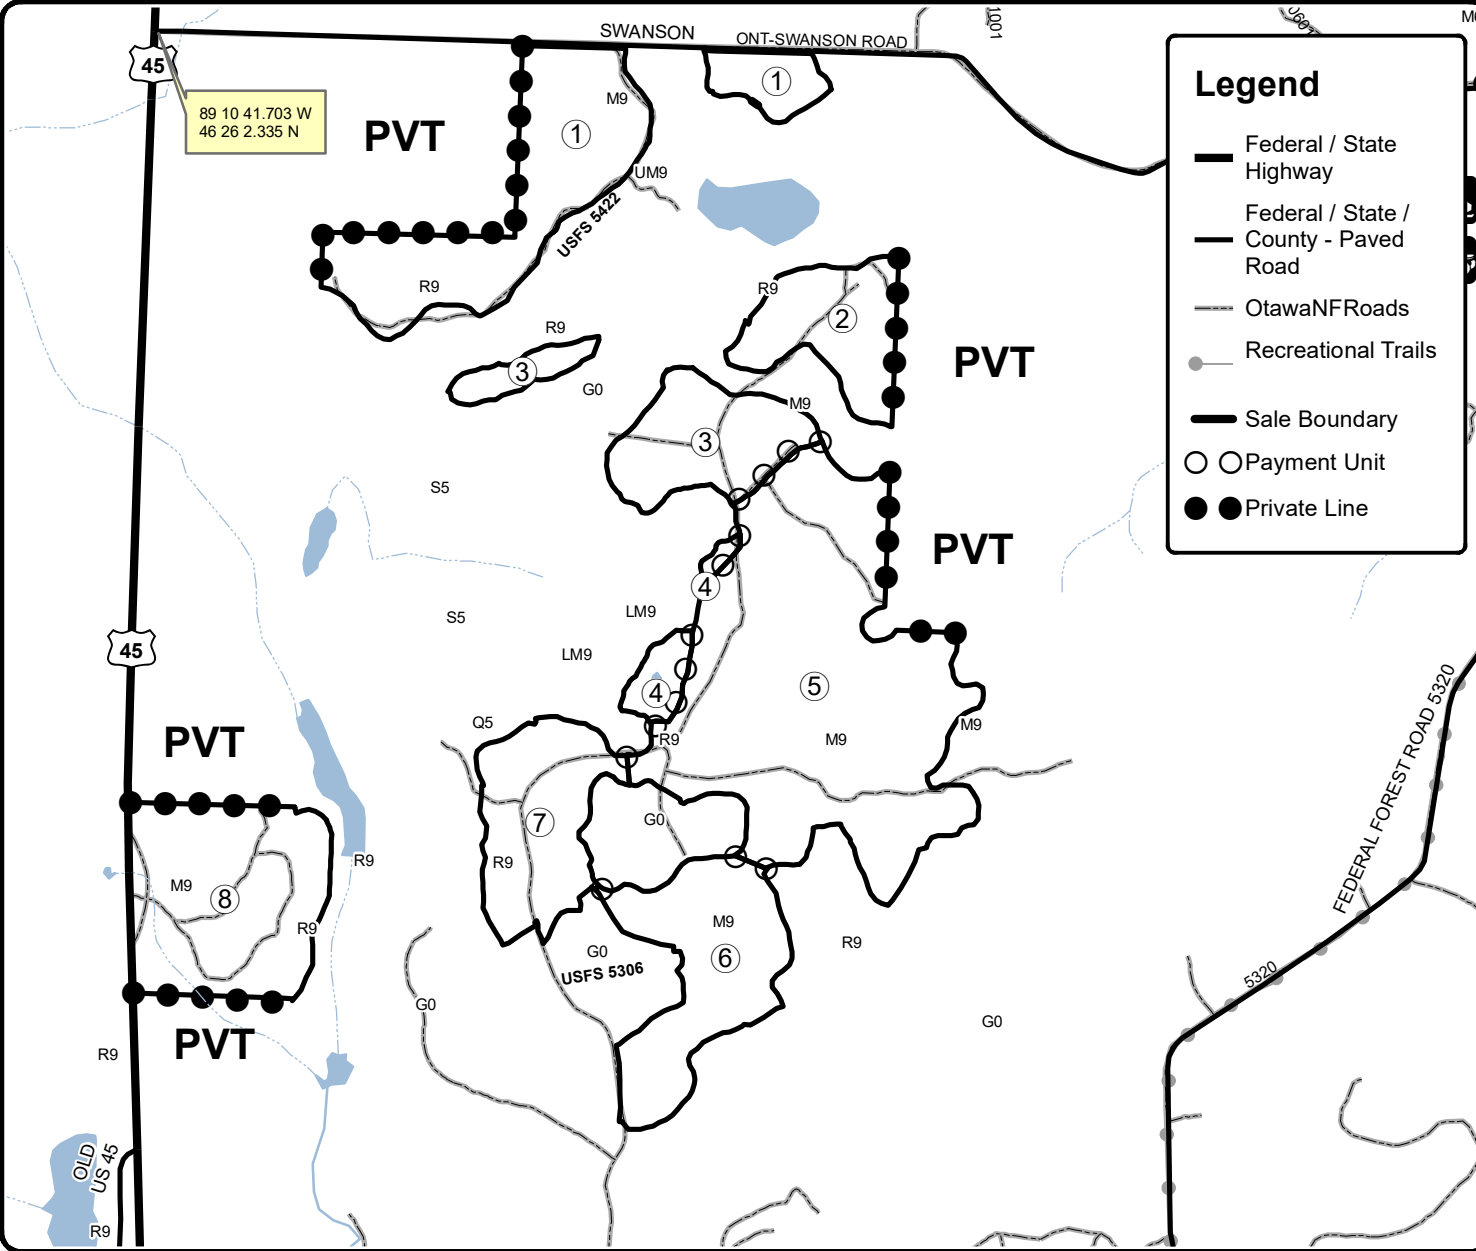 SWANSON
ONT-SWANSON ROAD
1001
0601
45
89 10 41.703 W
46 26 2.335 N
PVT
M9
1
1
UM9
USFS 5422
R9
R9
2
PVT
R9
3
G0
M9
3
S5
PVT
4
LM9
S5
LM9
45
4
5
Q5
R9
M9
M9
PVT
7
G0
R9
R9
M9
8
R9
M9
G0
6
R9
USFS 5306
G0
G0
PVT
R9
OLD
US 45
R9
FEDERAL FOREST ROAD 5320
5320
Legend
Federal / State
Highway
Federal / State /
County - Paved
Road
OtawaNFRoads
Recreational Trails
Sale Boundary
Payment Unit
Private Line